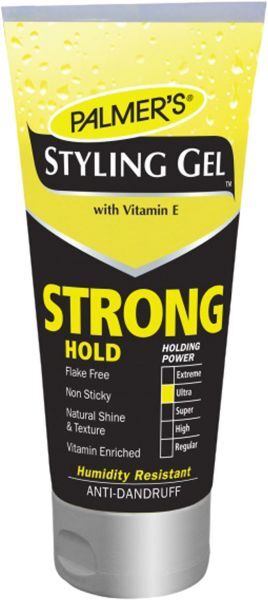 PALMER'S®
STYLING GEL™
with Vitamin E
STRONG
HOLD
HOLDING
POWER
Flake Free
Non Sticky
Natural Shine
& Texture
Vitamin Enriched
Extreme
Ultra
Super
High
Regular
Humidity Resistant
ANTI-DANDRUFF